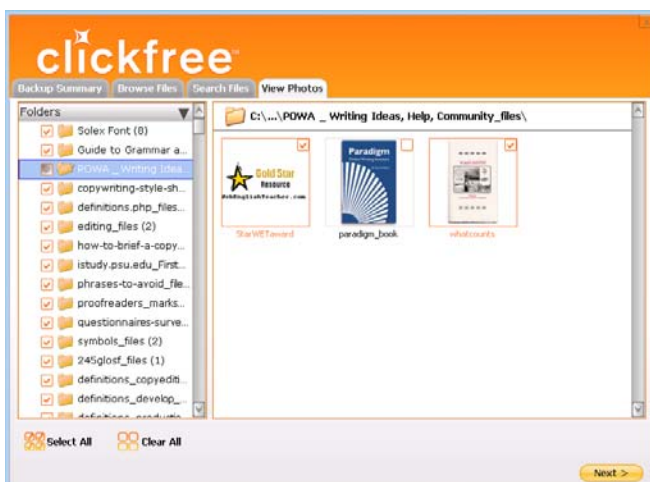 clickfree
Backup Summary
Browse Files
Search Files
View Photos
Folders
Solex Font (8)
Guide to Grammar a...
POWA _ Writing Idea...
copywriting-style-sh...
definitions.php_files...
editing_files (2)
how-to-brief-a-copy...
istudy.psu.edu_First...
phrases-to-avoid_file...
proofreaders_marks...
questionnaires-surve...
symbols_files (2)
245glosf_files (1)
definitions_copyediti...
definitions_develop_...
definitions_productio...
C:\...\POWA _ Writing Ideas, Help, Community_files\
Gold Star
Resource
WebEnglishTeacher.com
StarWETaward
Paradigm
paradigm_book
whatcounts
Select All
Clear All
Next >